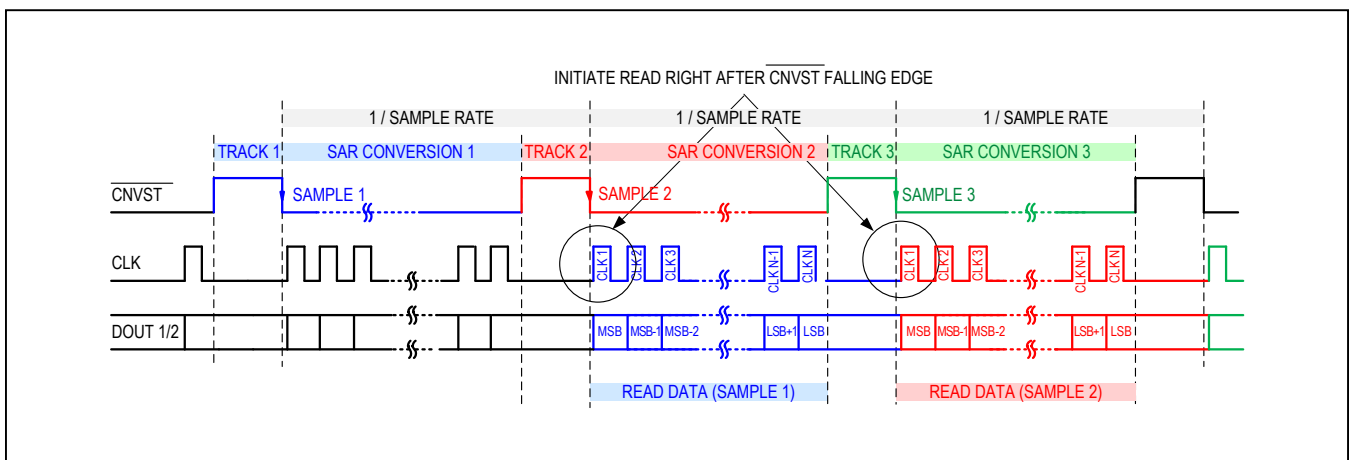 INITIATE READ RIGHT AFTER CNVST FALLING EDGE
1 / SAMPLE RATE 1 / SAMPLE RATE 1 / SAMPLE RATE
TRACK 1 SAR CONVERSION 1 TRACK 2 SAR CONVERSION 2 TRACK 3 SAR CONVERSION 3
CNVST SAMPLE 1 SAMPLE 2 SAMPLE 3
CLK CLK 1 CLK 2 CLK 3 CLK N-1 CLK N CLK 1 CLK 2 CLK 3 CLK N-1 CLK N
DOUT 1/2 MSB MSB-1 MSB-2 LSB+1 LSB MSB MSB-1 MSB-2 LSB+1 LSB
READ DATA (SAMPLE 1) READ DATA (SAMPLE 2)